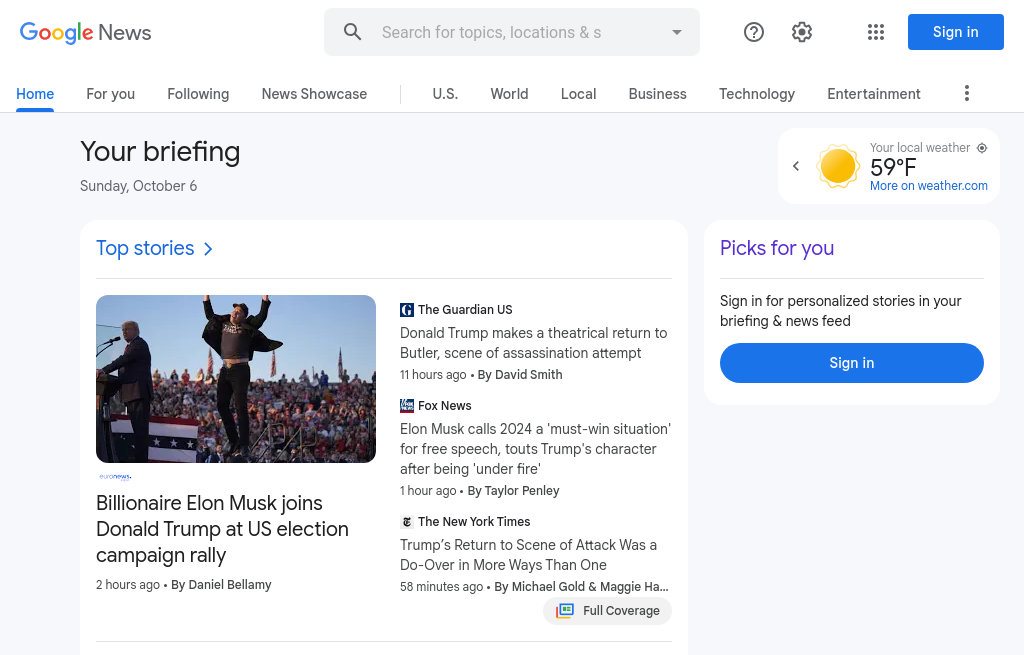 Google News
Search for topics, locations & s
Sign in
Home
For you
Following
News Showcase
U.S.
World
Local
Business
Technology
Entertainment
Your briefing
Sunday, October 6
Your local weather
59°F
More on weather.com
Top stories
euronews.
Billionaire Elon Musk joins
Donald Trump at US election
campaign rally
2 hours ago • By Daniel Bellamy
The Guardian US
Donald Trump makes a theatrical return to
Butler, scene of assassination attempt
11 hours ago • By David Smith
Fox News
Elon Musk calls 2024 a 'must-win situation'
for free speech, touts Trump's character
after being 'under fire'
1 hour ago • By Taylor Penley
The New York Times
Trump’s Return to Scene of Attack Was a
Do-Over in More Ways Than One
58 minutes ago • By Michael Gold & Maggie Ha...
Full Coverage
Picks for you
Sign in for personalized stories in your
briefing & news feed
Sign in